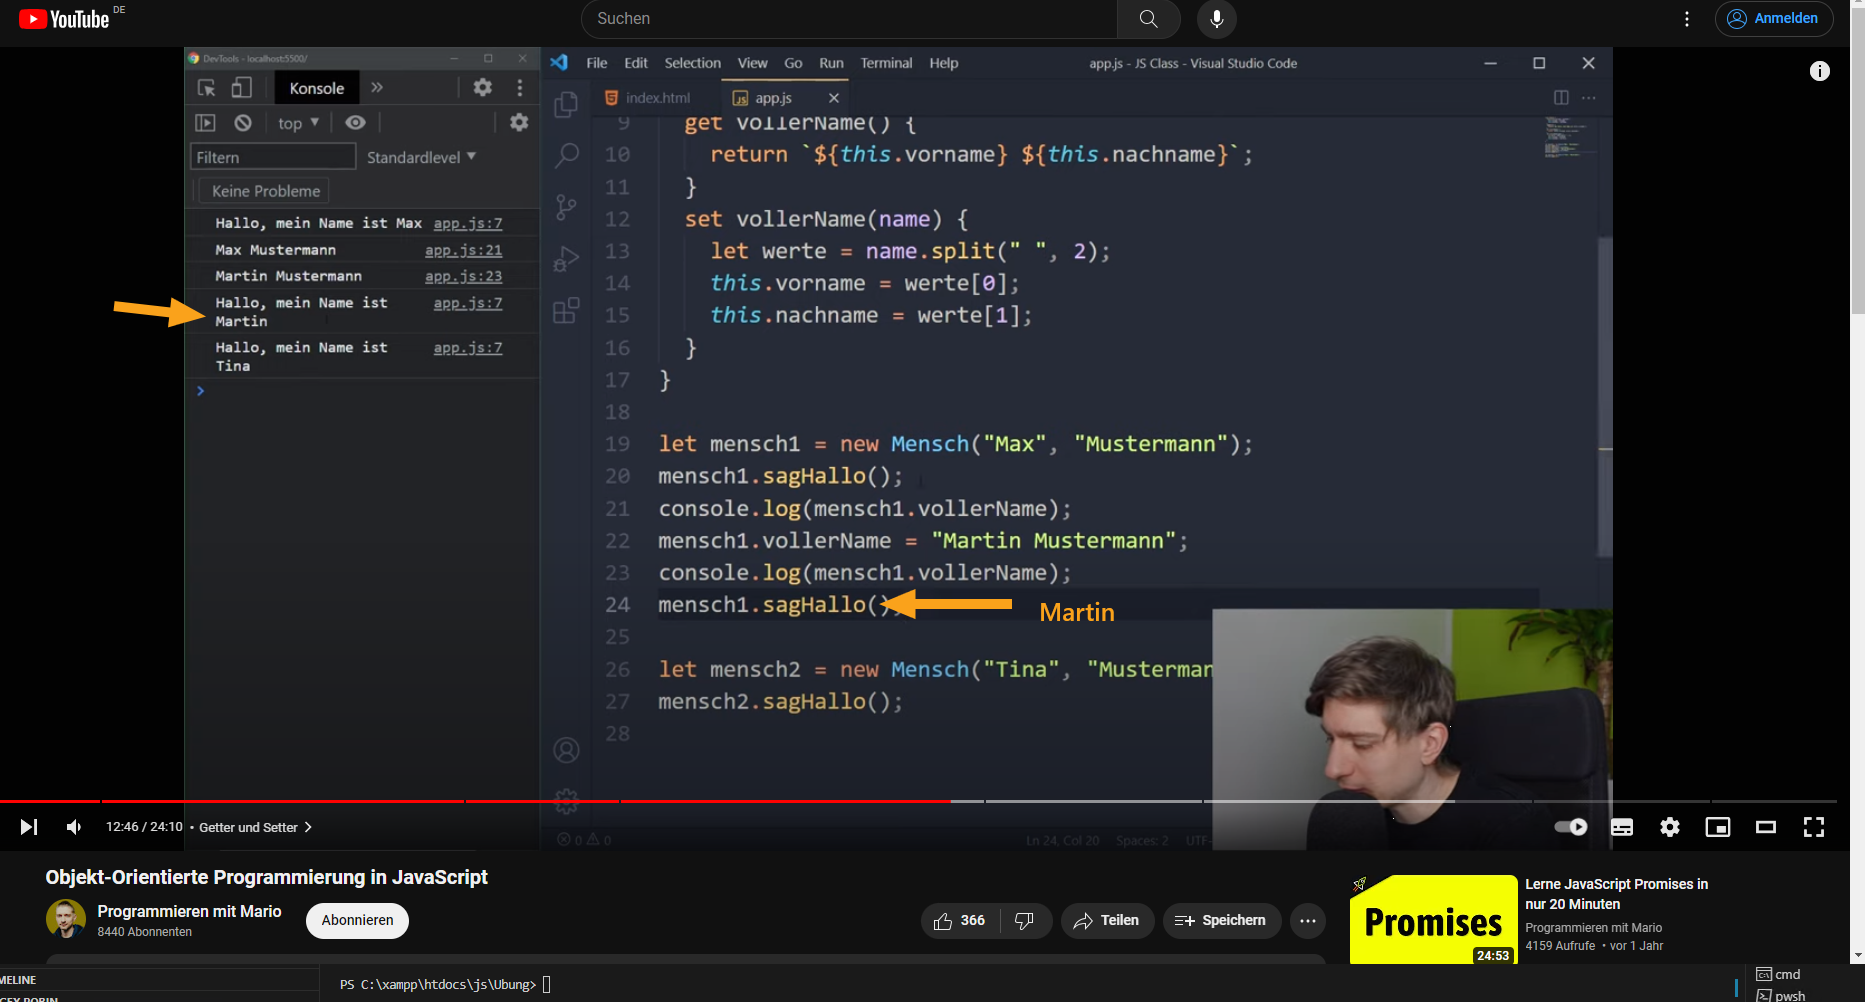 YouTube DE
Suchen
Anmelden
DevTools - localhost:5500/
Konsole
top
Filtern
Standardlevel
Keine Probleme
Hallo, mein Name ist Max app.js:7
Max Mustermann app.js:21
Martin Mustermann app.js:23
Hallo, mein Name ist app.js:7
Martin
Hallo, mein Name ist app.js:7
Tina
>
File Edit Selection View Go Run Terminal Help
app.js - JS Class - Visual Studio Code
index.html
JS app.js
9 get vollerName() {
10 return `${this.vorname} ${this.nachname}`;
11 }
12 set vollerName(name) {
13 let werte = name.split(" ", 2);
14 this.vorname = werte[0];
15 this.nachname = werte[1];
16 }
17 }
18
19 let mensch1 = new Mensch("Max", "Mustermann");
20 mensch1.sagHallo();
21 console.log(mensch1.vollerName);
22 mensch1.vollerName = "Martin Mustermann";
23 console.log(mensch1.vollerName);
24 mensch1.sagHallo();
Martin
25
26 let mensch2 = new Mensch("Tina", "Musterman
27 mensch2.sagHallo();
28
0 0
Ln 24, Col 20 Spaces: 2 UTF-
12:46 / 24:10 • Getter und Setter
Objekt-Orientierte Programmierung in JavaScript
Programmieren mit Mario
8440 Abonnenten
Abonnieren
366
Teilen
Speichern
Promises
24:53
Lerne JavaScript Promises in
nur 20 Minuten
Programmieren mit Mario
4159 Aufrufe • vor 1 Jahr
MELINE
PS C:\xampp\htdocs\js\Ubung>
cmd
pwsh